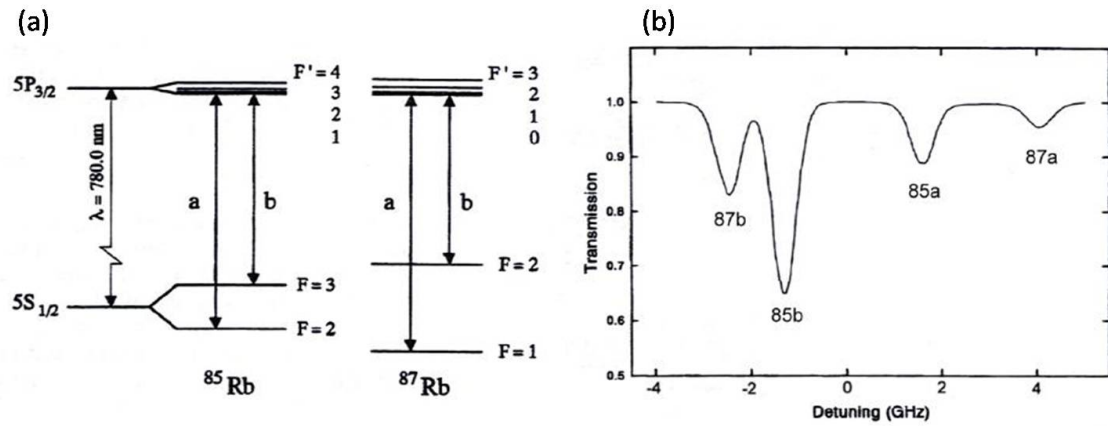 (a)
5P3/2
λ = 780.0 nm
5S 1/2
a
b
F' = 4
3
2
1
F = 3
F = 2
85Rb
a
b
F' = 3
2
1
0
F = 2
F = 1
87Rb
(b)
Transmission
1.0
0.9
0.8
0.7
0.6
0.5
87b
85b
85a
87a
-4
-2
0
2
4
Detuning (GHz)